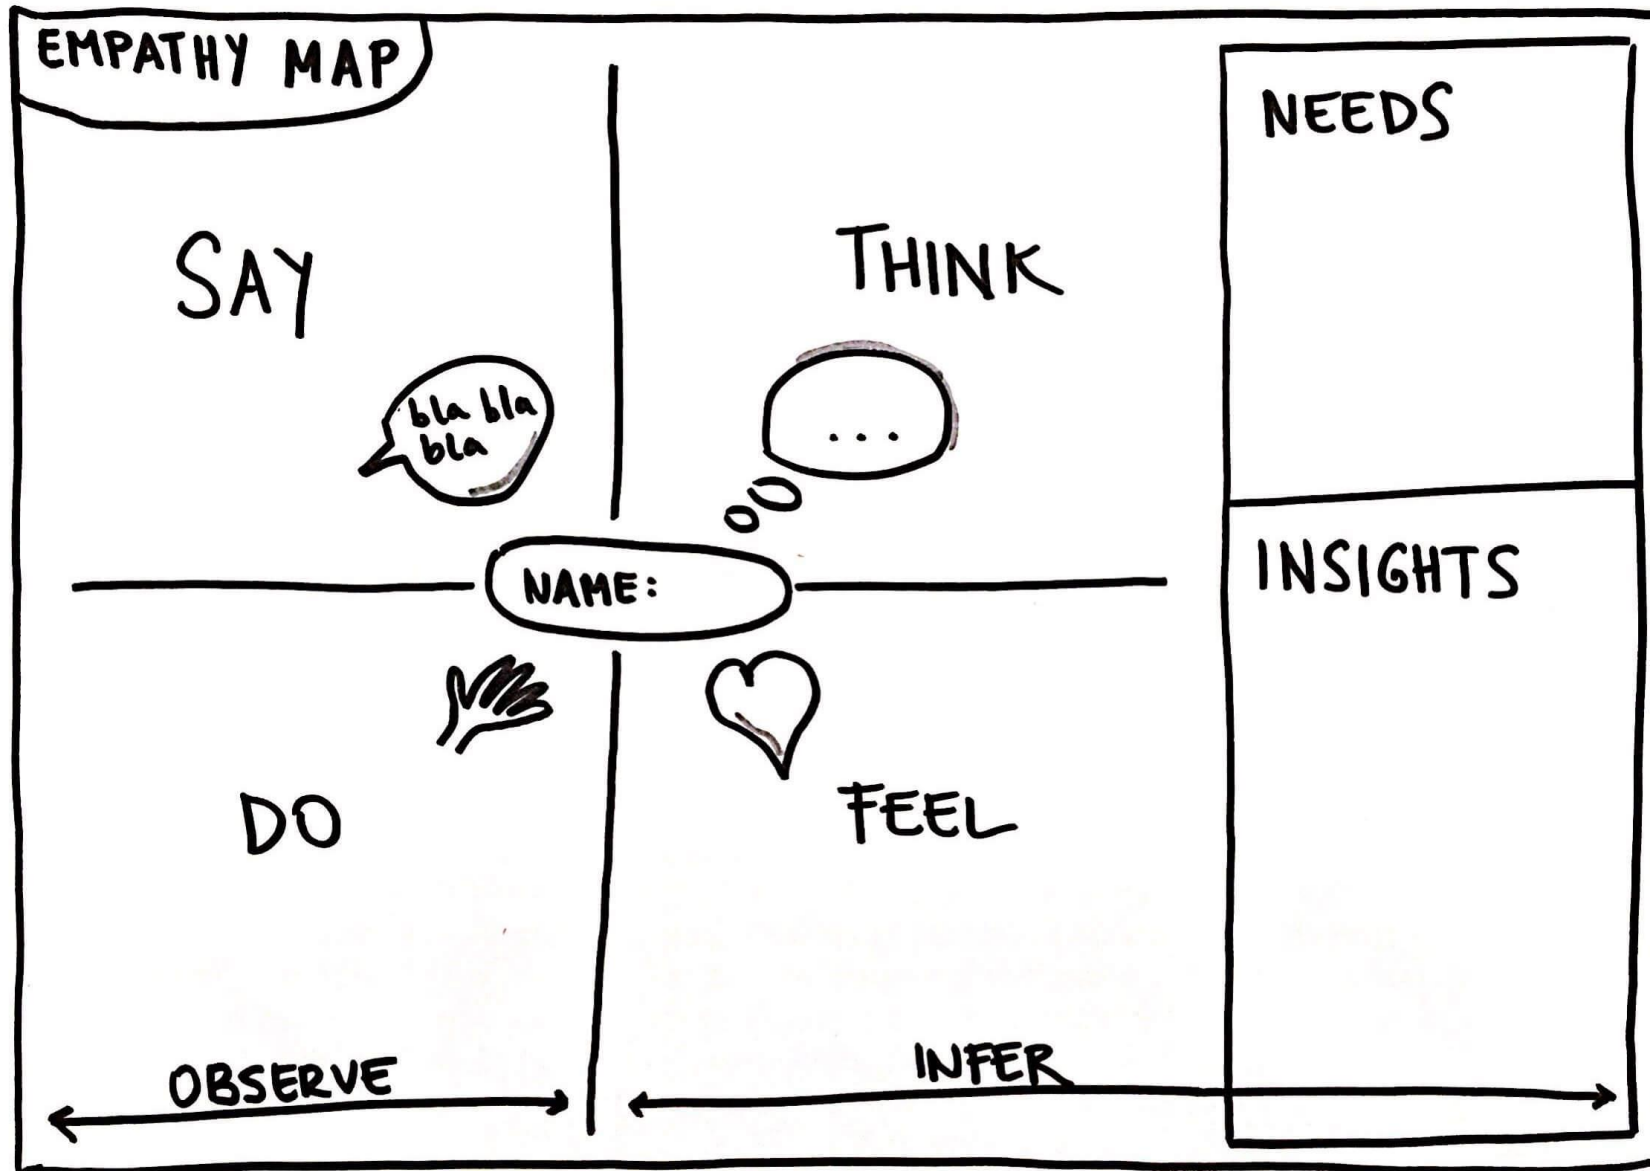 EMPATHY MAP
SAY
bla bla
bla
THINK
...
NAME:
DO
FEEL
NEEDS
INSIGHTS
OBSERVE
INFER